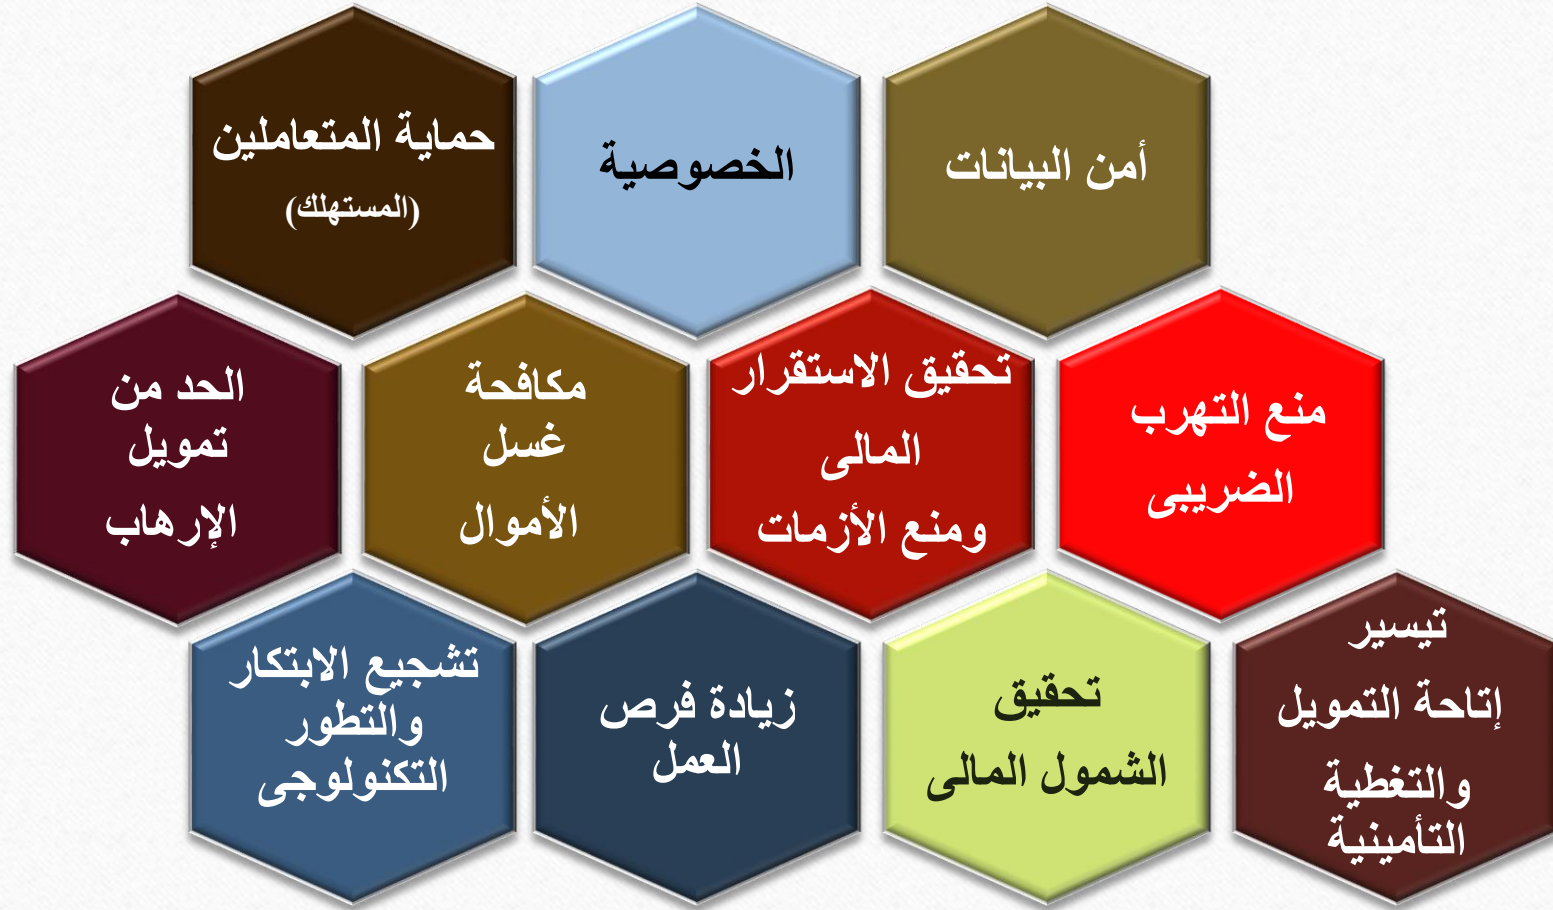 أمن البيانات
الخصوصية
حماية المتعاملين
(المستهلك)
منع التهرب
الضريبى
تحقيق الاستقرار
المالى
ومنع الأزمات
مكافحة
غسل
الأموال
الحد من
تمويل
الإرهاب
تيسير
إتاحة التمويل
والتغطية
التأمينية
تحقيق
الشمول المالى
زيادة فرص
العمل
تشجيع الابتكار
والتطور
التكنولوجى